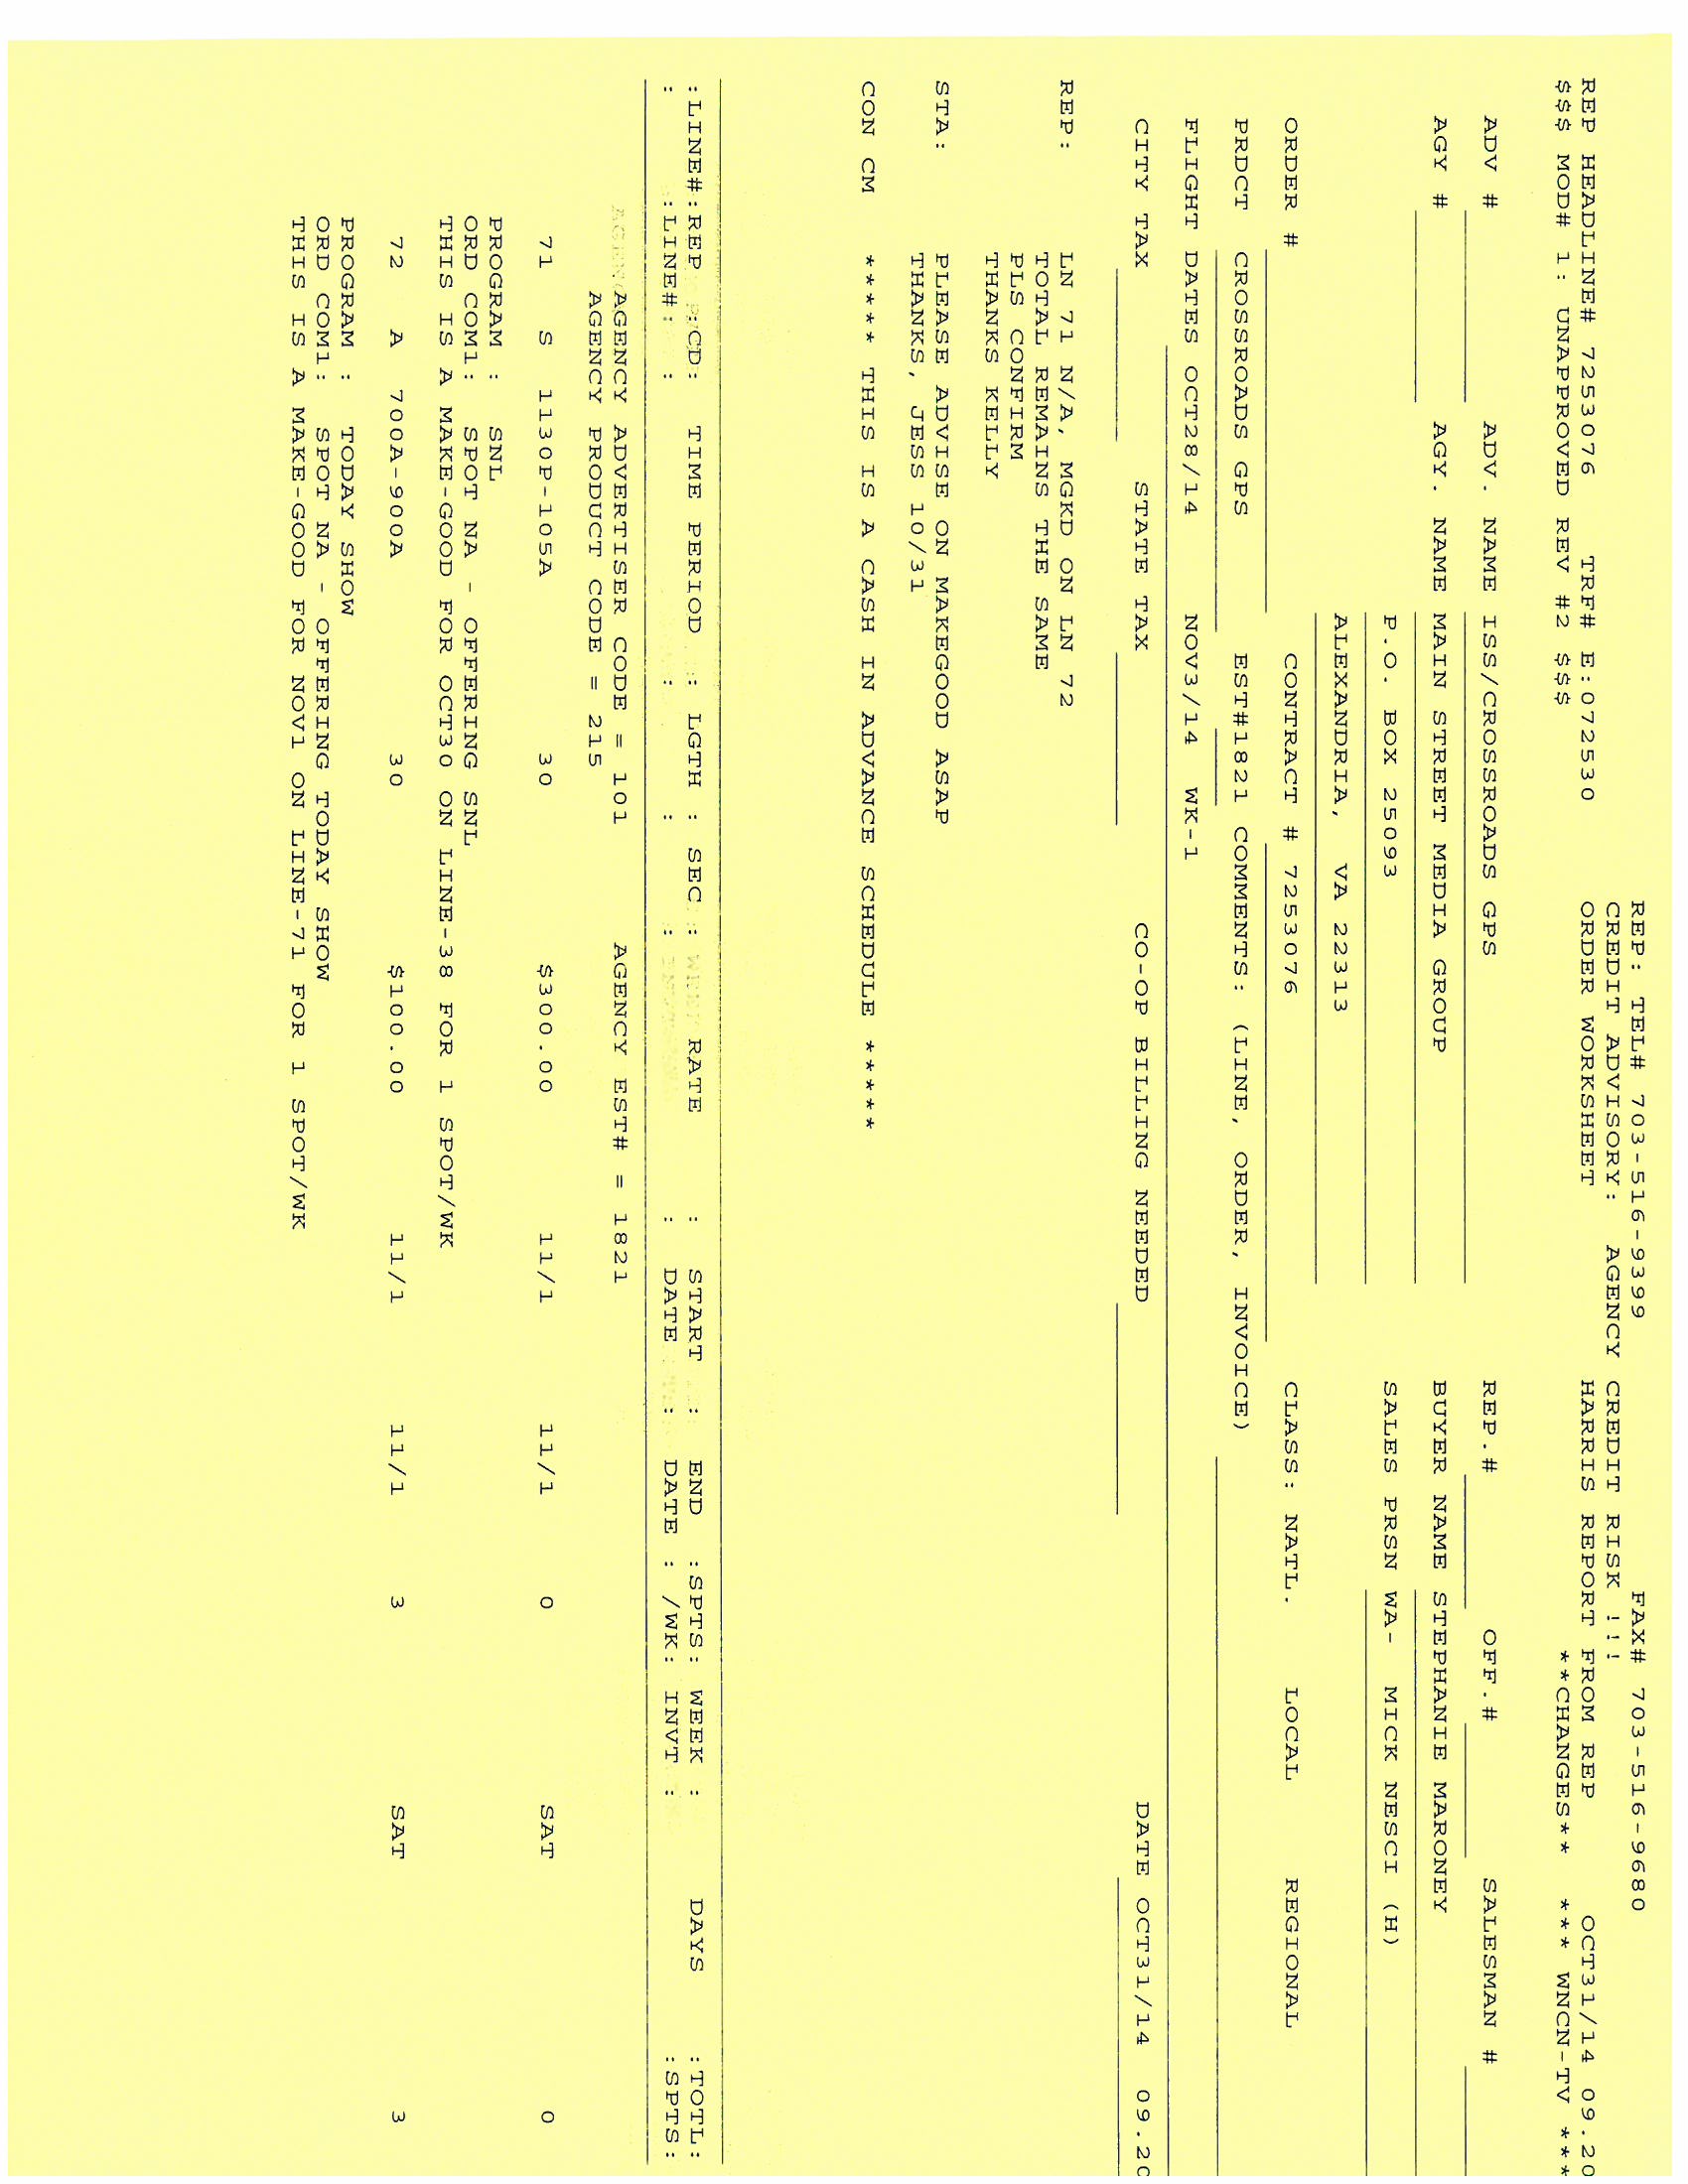 REP: TEL# 703-516-9399 FAX# 703-516-9680
CREDIT ADVISORY: AGENCY CREDIT RISK !!!
REP HEADLINE# 7253076 TRF# E:072530 ORDER WORKSHEET HARRIS REPORT FROM REP OCT31/14 09.20
$$$ MOD# 1: UNAPPROVED REV #2 $$$ **CHANGES** *** WNCN-TV ***
ADV # ADV. NAME ISS/CROSSROADS GPS REP.# OFF.# SALESMAN #
AGY # AGY. NAME MAIN STREET MEDIA GROUP BUYER NAME STEPHANIE MARONEY
P.O. BOX 25093 SALES PRSN WA- MICK NESCI (H)
ALEXANDRIA, VA 22313
ORDER # CONTRACT # 7253076 CLASS: NATL. LOCAL REGIONAL
PRDCT CROSSROADS GPS EST#1821 COMMENTS: (LINE, ORDER, INVOICE)
FLIGHT DATES OCT28/14 NOV3/14 WK-1
CITY TAX STATE TAX CO-OP BILLING NEEDED DATE OCT31/14 09.20
REP: LN 71 N/A, MGKD ON LN 72
TOTAL REMAINS THE SAME
PLS CONFIRM
THANKS KELLY
STA: PLEASE ADVISE ON MAKEGOOD ASAP
THANKS, JESS 10/31
CON CM ***** THIS IS A CASH IN ADVANCE SCHEDULE *****
:LINE#:REP :CD: TIME PERIOD : LGTH : SEC : RATE : START : END :SPTS: WEEK : DAYS :TOTL:
: :LINE#: : : : : : DATE : DATE : /WK: INVT : :SPTS:
AGENCY ADVERTISER CODE = 101 AGENCY EST# = 1821
AGENCY PRODUCT CODE = 215
71 S 1130P-105A 30 $300.00 11/1 11/1 0 SAT 0
PROGRAM : SNL
ORD COM1: SPOT NA - OFFERING SNL
THIS IS A MAKE-GOOD FOR OCT30 ON LINE-38 FOR 1 SPOT/WK
72 A 700A-900A 30 $100.00 11/1 11/1 3 SAT 3
PROGRAM : TODAY SHOW
ORD COM1: SPOT NA - OFFERING TODAY SHOW
THIS IS A MAKE-GOOD FOR NOV1 ON LINE-71 FOR 1 SPOT/WK